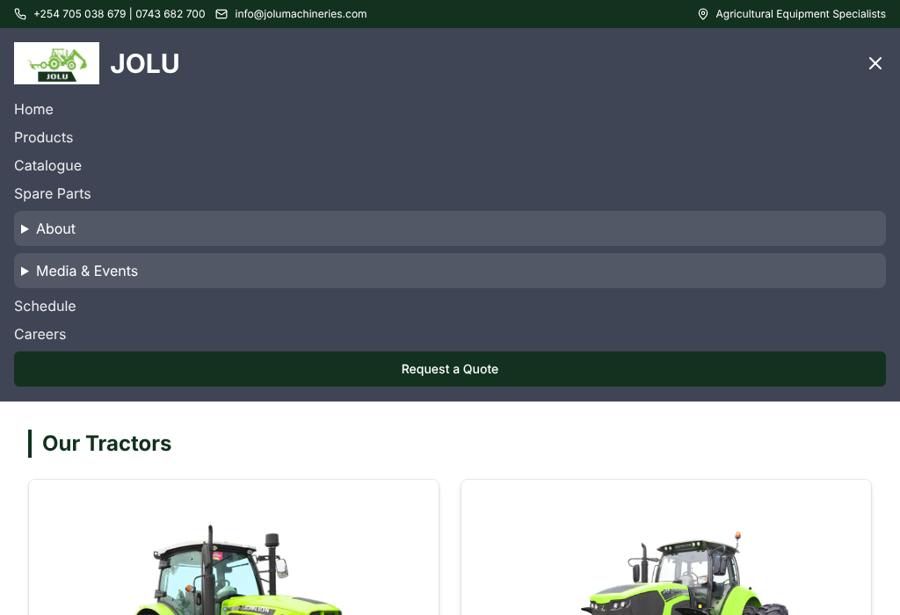 +254 705 038 679 | 0743 682 700 info@jolumachineries.com Agricultural Equipment Specialists
JOLU
JOLU
Home
Products
Catalogue
Spare Parts
About
Media & Events
Schedule
Careers
Request a Quote
Our Tractors